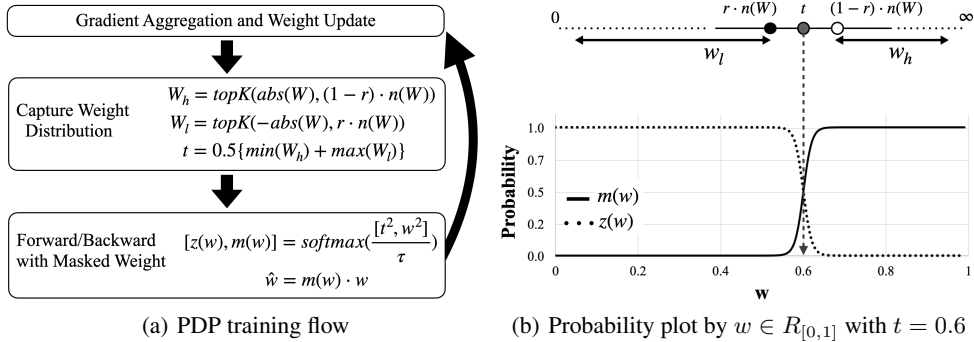 Gradient Aggregation and Weight Update
Capture Weight
Distribution
W_h = topK(abs(W), (1 − r) · n(W))
W_l = topK(−abs(W), r · n(W))
t = 0.5{min(W_h) + max(W_l)}
Forward/Backward
with Masked Weight
[z(w), m(w)] = softmax([t², w²]/τ)
ŵ = m(w) · w
(a) PDP training flow
r · n(W) t (1 − r) · n(W)
0 ∞
w_l w_h
Probability
1.0
0.7
0.5
0.2
0.0
m(w)
z(w)
0 0.2 0.4 0.6 0.8 1
w
(b) Probability plot by w ∈ R_[0,1] with t = 0.6